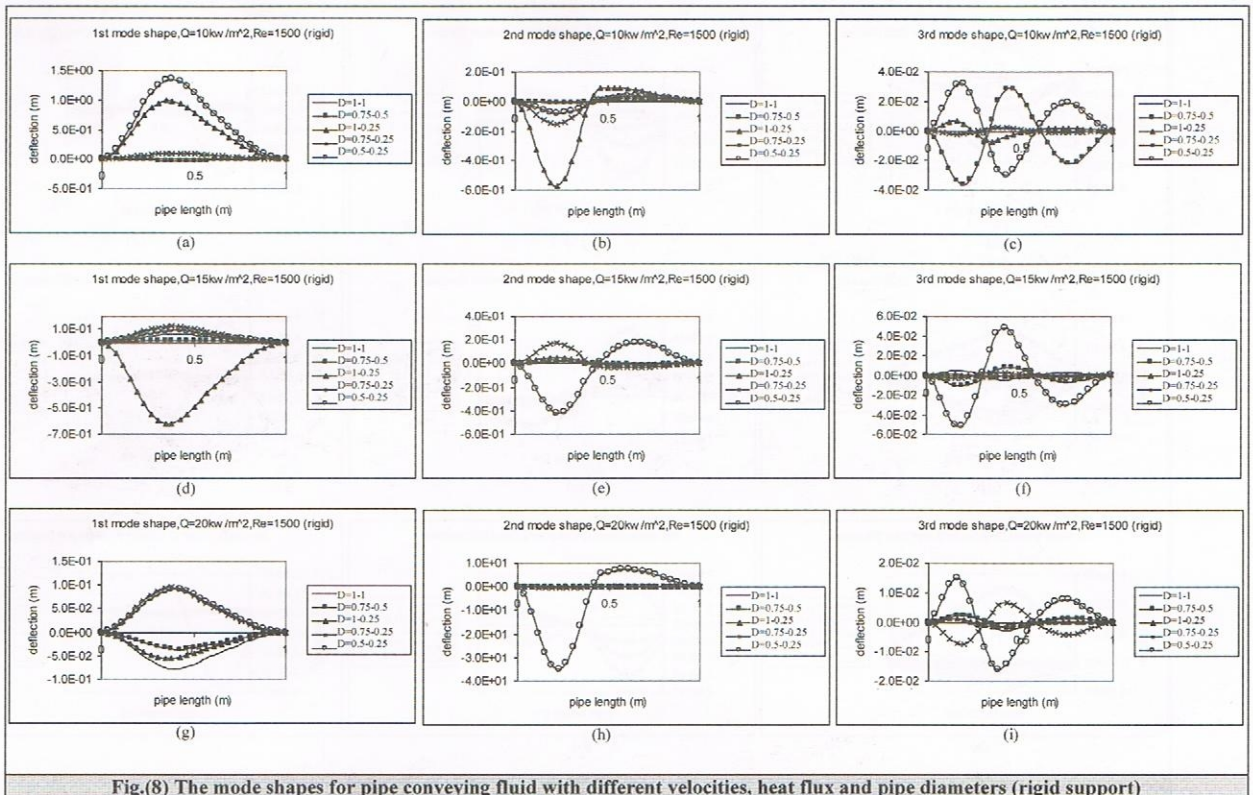 1st mode shape,Q=10kw/m^2,Re=1500 (rigid)
deflection (m)
1.5E+00
1.0E+00
5.0E-01
0.0E+00
-5.0E-01
0
0.5
1
pipe length (m)
D=1-1
D=0.75-0.5
D=1-0.25
D=0.75-0.25
D=0.5-0.25
(a)
2nd mode shape,Q=10kw/m^2,Re=1500 (rigid)
deflection (m)
2.0E-01
0.0E+00
-2.0E-01
-4.0E-01
-6.0E-01
0
0.5
1
pipe length (m)
D=1-1
D=0.75-0.5
D=1-0.25
D=0.75-0.25
D=0.5-0.25
(b)
3rd mode shape,Q=10kw/m^2,Re=1500 (rigid)
deflection (m)
4.0E-02
2.0E-02
0.0E+00
-2.0E-02
-4.0E-02
0
0.5
1
pipe length (m)
D=1-1
D=0.75-0.5
D=1-0.25
D=0.75-0.25
D=0.5-0.25
(c)
1st mode shape,Q=15kw/m^2,Re=1500 (rigid)
deflection (m)
1.0E-01
-1.0E-01
-3.0E-01
-5.0E-01
-7.0E-01
0
0.5
1
pipe length (m)
D=1-1
D=0.75-0.5
D=1-0.25
D=0.75-0.25
D=0.5-0.25
(d)
2nd mode shape,Q=15kw/m^2,Re=1500 (rigid)
deflection (m)
4.0E-01
2.0E-01
0.0E+00
-2.0E-01
-4.0E-01
-6.0E-01
0
0.5
1
pipe length (m)
D=1-1
D=0.75-0.5
D=1-0.25
D=0.75-0.25
D=0.5-0.25
(e)
3rd mode shape,Q=15kw/m^2,Re=1500 (rigid)
deflection (m)
6.0E-02
4.0E-02
2.0E-02
0.0E+00
-2.0E-02
-4.0E-02
-6.0E-02
0
0.5
1
pipe length (m)
D=1-1
D=0.75-0.5
D=1-0.25
D=0.75-0.25
D=0.5-0.25
(f)
1st mode shape,Q=20kw/m^2,Re=1500 (rigid)
deflection (m)
1.5E-01
1.0E-01
5.0E-02
0.0E+00
-5.0E-02
-1.0E-01
0
0.5
1
pipe length (m)
D=1-1
D=0.75-0.5
D=1-0.25
D=0.75-0.25
D=0.5-0.25
(g)
2nd mode shape,Q=20kw/m^2,Re=1500 (rigid)
deflection (m)
1.0E+01
0.0E+00
-1.0E+01
-2.0E+01
-3.0E+01
-4.0E+01
0
0.5
1
pipe length (m)
D=1-1
D=0.75-0.5
D=1-0.25
D=0.75-0.25
D=0.5-0.25
(h)
3rd mode shape,Q=20kw/m^2,Re=1500 (rigid)
deflection (m)
2.0E-02
1.0E-02
0.0E+00
-1.0E-02
-2.0E-02
0
0.5
1
pipe length (m)
D=1-1
D=0.75-0.5
D=1-0.25
D=0.75-0.25
D=0.5-0.25
(i)
Fig.(8) The mode shapes for pipe conveying fluid with different velocities, heat flux and pipe diameters (rigid support)